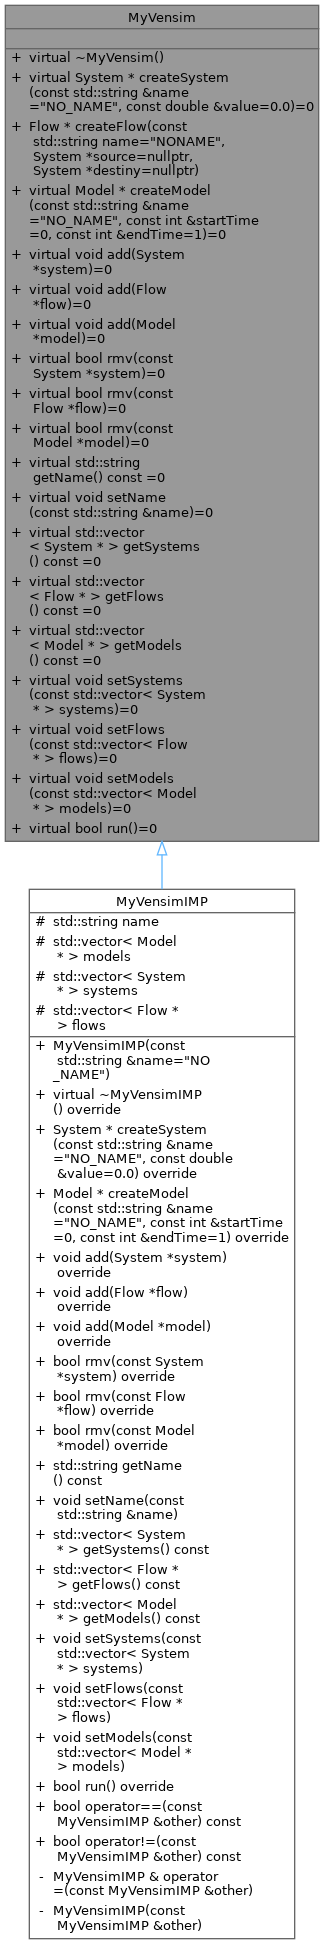 MyVensim
+ virtual ~MyVensim()
+ virtual System * createSystem
(const std::string &name
="NO_NAME", const double &value=0.0)=0
+ Flow * createFlow(const
std::string name="NONAME",
System *source=nullptr,
System *destiny=nullptr)
+ virtual Model * createModel
(const std::string &name
="NO_NAME", const int &startTime
=0, const int &endTime=1)=0
+ virtual void add(System
*system)=0
+ virtual void add(Flow
*flow)=0
+ virtual void add(Model
*model)=0
+ virtual bool rmv(const
System *system)=0
+ virtual bool rmv(const
Flow *flow)=0
+ virtual bool rmv(const
Model *model)=0
+ virtual std::string
getName() const =0
+ virtual void setName
(const std::string &name)=0
+ virtual std::vector
< System * > getSystems
() const =0
+ virtual std::vector
< Flow * > getFlows
() const =0
+ virtual std::vector
< Model * > getModels
() const =0
+ virtual void setSystems
(const std::vector< System
* > systems)=0
+ virtual void setFlows
(const std::vector< Flow
* > flows)=0
+ virtual void setModels
(const std::vector< Model
* > models)=0
+ virtual bool run()=0
MyVensimIMP
# std::string name
# std::vector< Model
* > models
# std::vector< System
* > systems
# std::vector< Flow *
> flows
+ MyVensimIMP(const
std::string &name="NO
_NAME")
+ virtual ~MyVensimIMP
() override
+ System * createSystem
(const std::string &name
="NO_NAME", const double
&value=0.0) override
+ Model * createModel
(const std::string &name
="NO_NAME", const int &startTime
=0, const int &endTime=1) override
+ void add(System *system)
override
+ void add(Flow *flow)
override
+ void add(Model *model)
override
+ bool rmv(const System
*system) override
+ bool rmv(const Flow
*flow) override
+ bool rmv(const Model
*model) override
+ std::string getName
() const
+ void setName(const
std::string &name)
+ std::vector< System
* > getSystems() const
+ std::vector< Flow *
> getFlows() const
+ std::vector< Model
* > getModels() const
+ void setSystems(const
std::vector< System
* > systems)
+ void setFlows(const
std::vector< Flow *
> flows)
+ void setModels(const
std::vector< Model *
> models)
+ bool run() override
+ bool operator==(const
MyVensimIMP &other) const
+ bool operator!=(const
MyVensimIMP &other) const
- MyVensimIMP & operator
=(const MyVensimIMP &other)
- MyVensimIMP(const
MyVensimIMP &other)